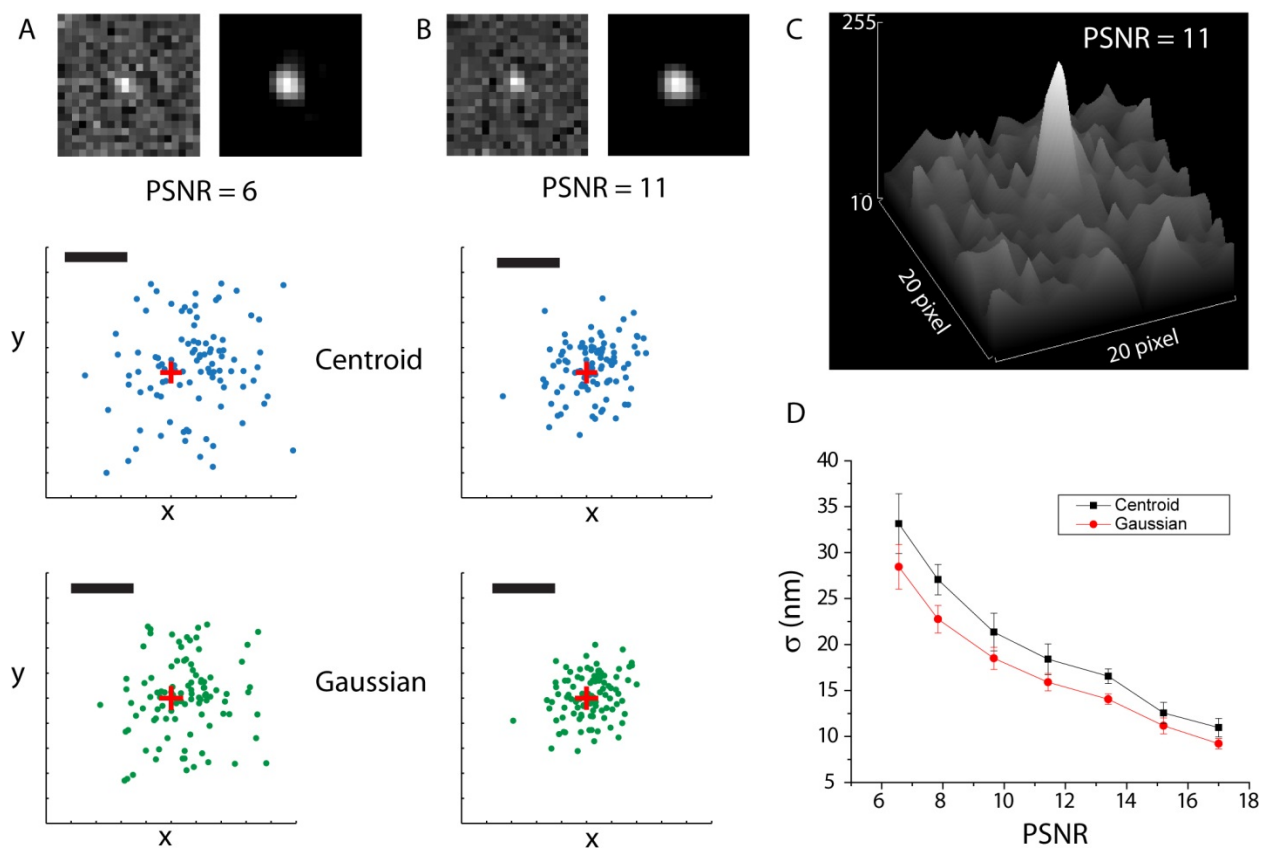 A
PSNR = 6
B
PSNR = 11
C
255
PSNR = 11
10
20 pixel
20 pixel
y
Centroid
x
x
y
Gaussian
x
x
D
40
35
30
25
20
15
10
5
σ (nm)
Centroid
Gaussian
6 8 10 12 14 16 18
PSNR